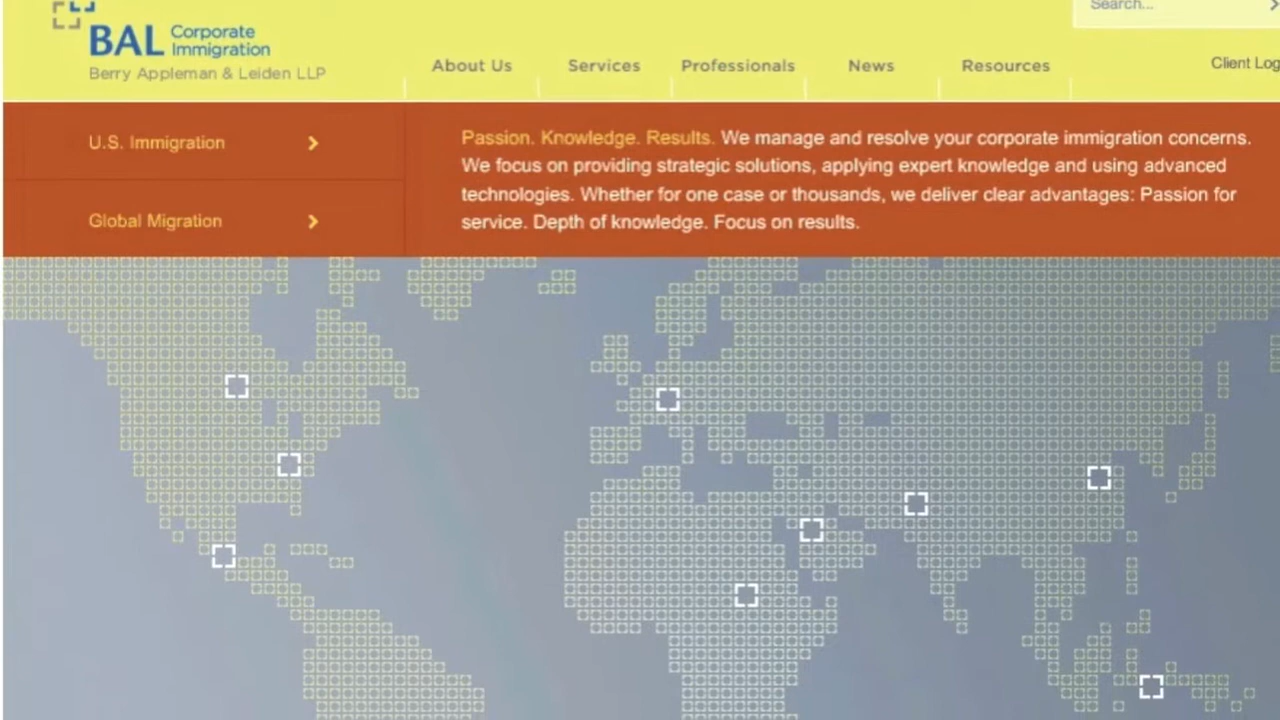 Search...
BAL Corporate
Immigration
Berry Appleman & Leiden LLP
About Us Services Professionals News Resources Client Log
U.S. Immigration
Global Migration
Passion. Knowledge. Results. We manage and resolve your corporate immigration concerns.
We focus on providing strategic solutions, applying expert knowledge and using advanced
technologies. Whether for one case or thousands, we deliver clear advantages: Passion for
service. Depth of knowledge. Focus on results.